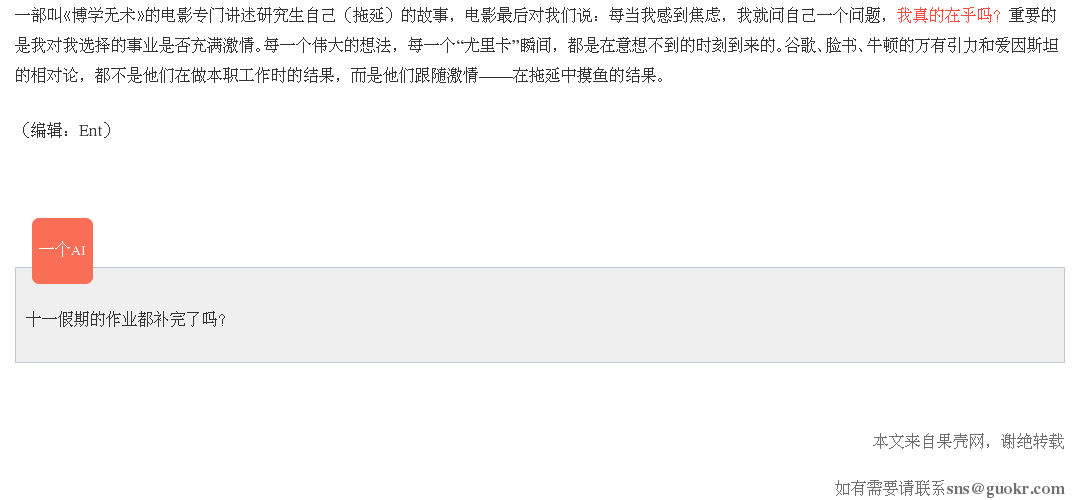 一部叫《博学无术》的电影专门讲述研究生自己（拖延）的故事，电影最后对我们说：每当我感到焦虑，我就问自己一个问题，我真的在乎吗？重要的
是我对我选择的事业是否充满激情。每一个伟大的想法，每一个“尤里卡”瞬间，都是在意想不到的时刻到来的。谷歌、脸书、牛顿的万有引力和爱因斯坦
的相对论，都不是他们在做本职工作时的结果，而是他们跟随激情——在拖延中摸鱼的结果。
（编辑：Ent）
一个AI
十一假期的作业都补完了吗？
本文来自果壳网，谢绝转载
如有需要请联系sns@guokr.com